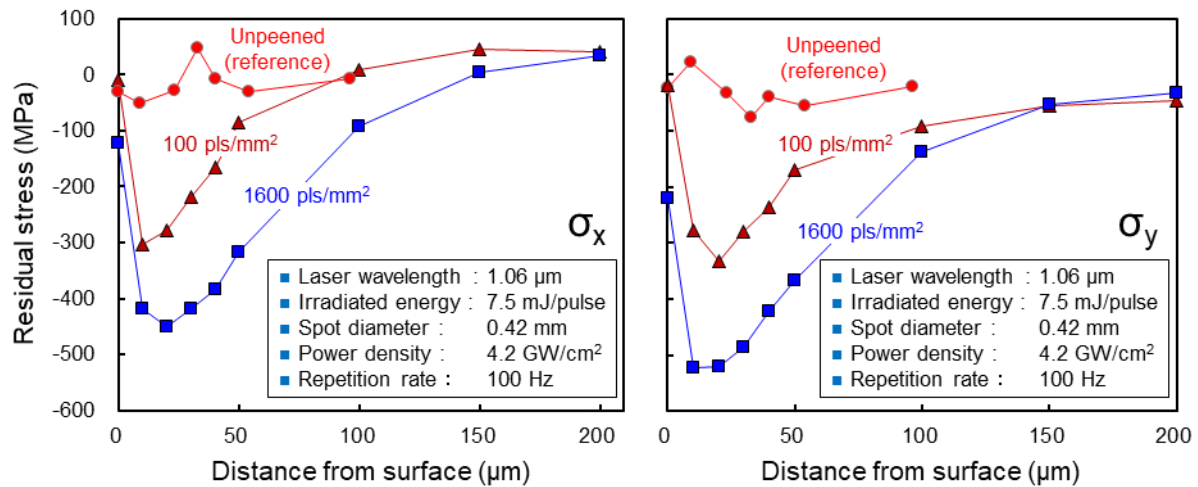 Residual stress (MPa)
100
0
-100
-200
-300
-400
-500
-600
Unpeened
(reference)
100 pls/mm²
1600 pls/mm²
σx
■ Laser wavelength : 1.06 µm
■ Irradiated energy : 7.5 mJ/pulse
■ Spot diameter : 0.42 mm
■ Power density : 4.2 GW/cm²
■ Repetition rate : 100 Hz
0 50 100 150 200
Distance from surface (µm)
Unpeened
(reference)
100 pls/mm²
1600 pls/mm²
σy
■ Laser wavelength : 1.06 µm
■ Irradiated energy : 7.5 mJ/pulse
■ Spot diameter : 0.42 mm
■ Power density : 4.2 GW/cm²
■ Repetition rate : 100 Hz
0 50 100 150 200
Distance from surface (µm)